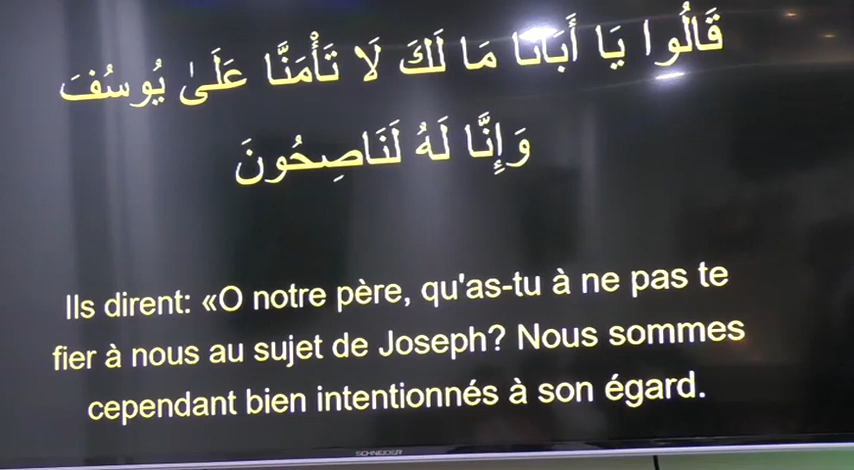 قَالُوا يَا أَبَانَا مَا لَكَ لَا تَأْمَنَّا عَلَىٰ يُوسُفَ
وَإِنَّا لَهُ لَنَاصِحُونَ
Ils dirent: «O notre père, qu'as-tu à ne pas te
fier à nous au sujet de Joseph? Nous sommes
cependant bien intentionnés à son égard.
SCHNEIDER